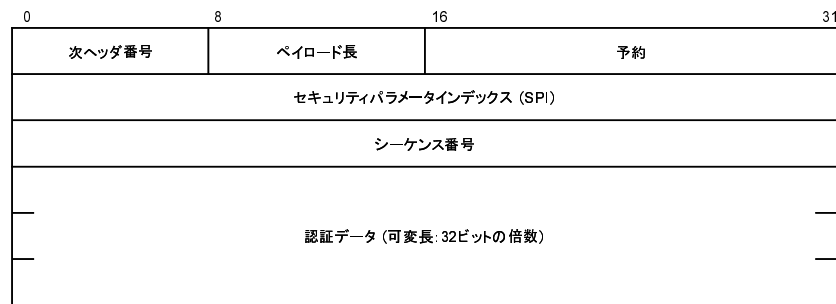 0 8 16 31
次ヘッダ番号 ペイロード長 予約
セキュリティパラメータインデックス (SPI)
シーケンス番号
認証データ (可変長:32ビットの倍数)